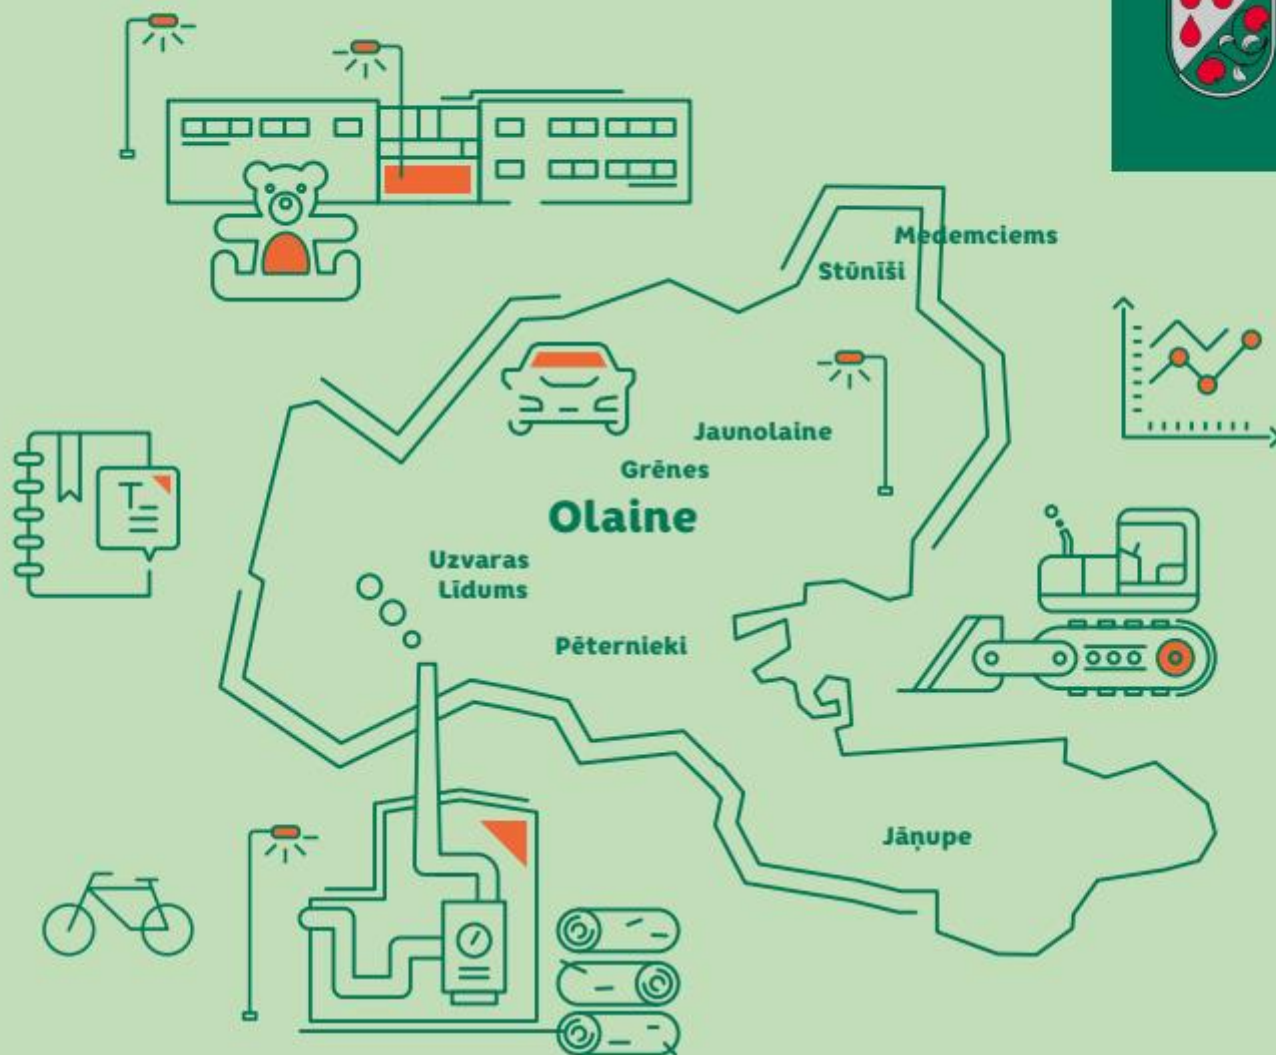 Medemciems
Stūnīši
Jaunolaine
Grēnes
Olaine
Uzvaras
Līdums
Pēternieki
Jāņupe
T